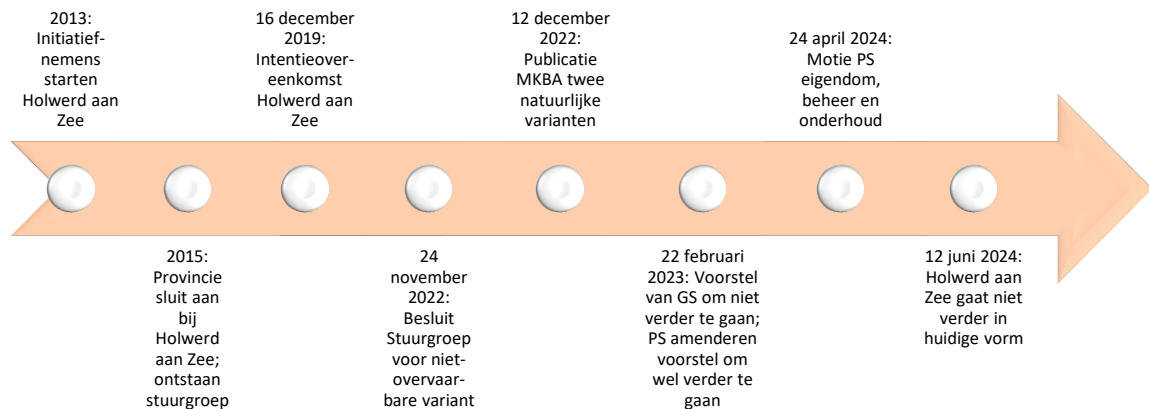 2013:
Initiatief-
nemens
starten
Holwerd aan
Zee
2015:
Provincie
sluit aan
bij
Holwerd
aan Zee;
ontstaan
stuurgroep
16 december
2019:
Intentieover-
eenkomst
Holwerd aan
Zee
24
november
2022:
Besluit
Stuurgroep
voor niet-
overvaar-
bare variant
12 december
2022:
Publicatie
MKBA twee
natuurlijke
varianten
22 februari
2023: Voorstel
van GS om niet
verder te gaan;
PS amenderen
voorstel om
wel verder te
gaan
24 april 2024:
Motie PS
eigendom,
beheer en
onderhoud
12 juni 2024:
Holwerd aan
Zee gaat niet
verder in
huidige vorm